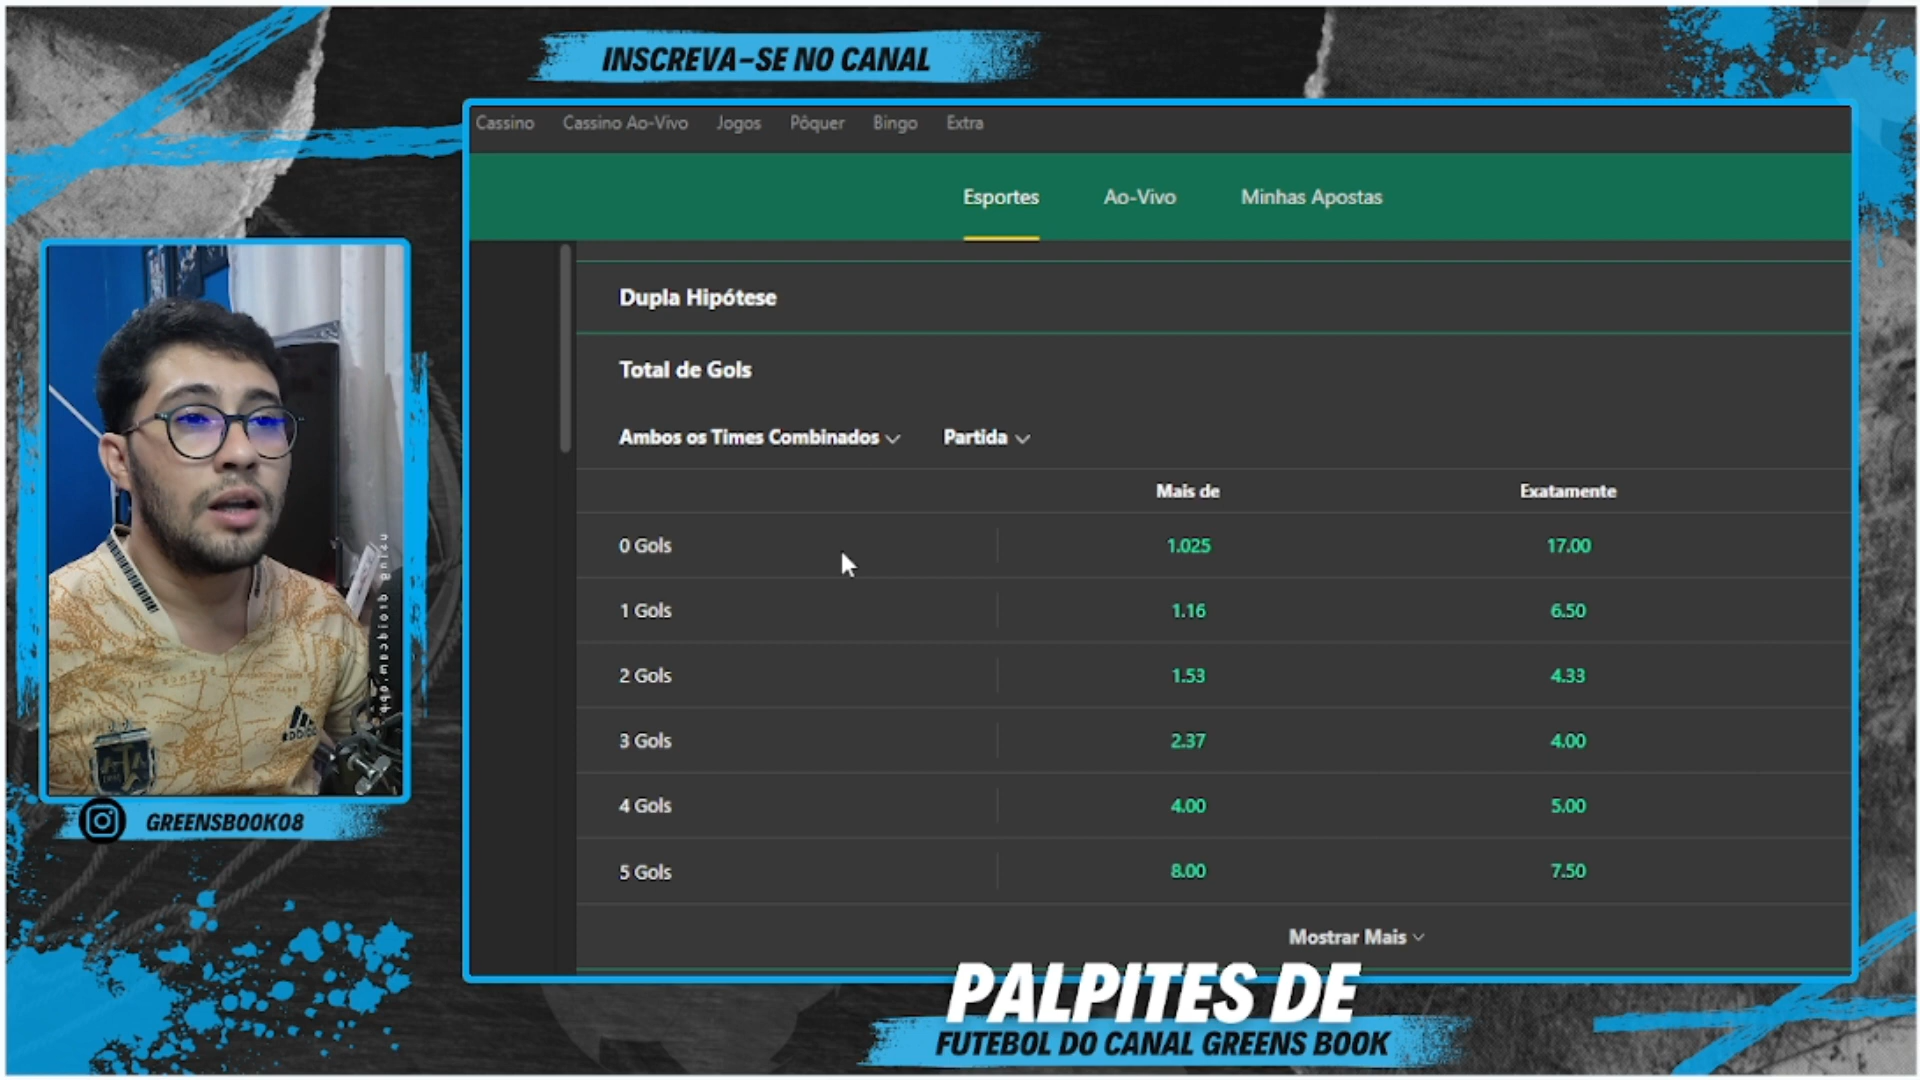 INSCREVA-SE NO CANAL
Cassino Cassino Ao-Vivo Jogos Pôquer Bingo Extra
Esportes Ao-Vivo Minhas Apostas
Dupla Hipótese
Total de Gols
Ambos os Times Combinados Partida
Mais de Exatamente
0 Gols 1.025 17.00
1 Gols 1.16 6.50
2 Gols 1.53 4.33
3 Gols 2.37 4.00
4 Gols 4.00 5.00
5 Gols 8.00 7.50
Mostrar Mais
adidas
GREENSBOOK08
PALPITES DE
FUTEBOL DO CANAL GREENS BOOK